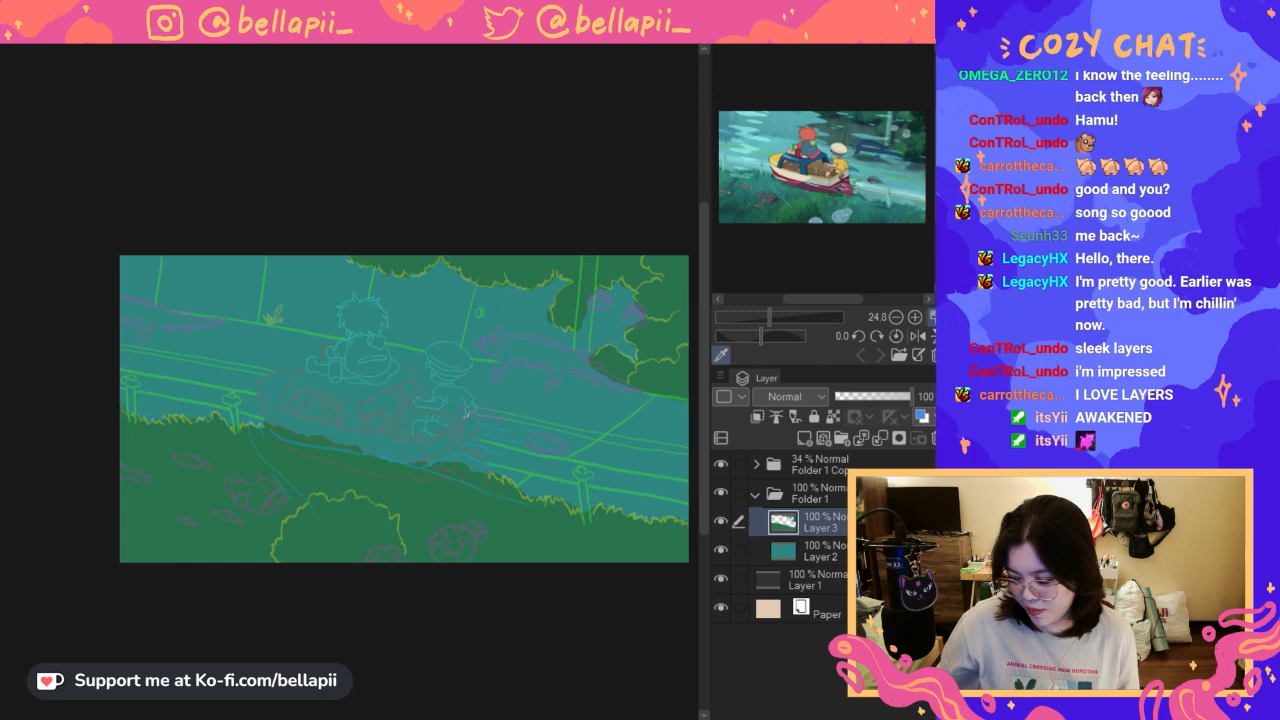 @bellapii_
@bellapii_
COZY CHAT
OMEGA_ZERO12 i know the feeling........
back then
ConTRoL_undo Hamu!
ConTRoL_undo
carrottheca...
ConTRoL_undo good and you?
carrottheca... song so goood
Seunh33 me back~
LegacyHX Hello, there.
LegacyHX I'm pretty good. Earlier was
pretty bad, but I'm chillin'
now.
ConTRoL_undo sleek layers
ConTRoL_undo i'm impressed
carrottheca... I LOVE LAYERS
itsYii AWAKENED
itsYii
24.8
0.0
Layer
Normal
100
34 % Normal
Folder 1 Cop
100 % Normal
Folder 1
100 % No
Layer 3
100 % No
Layer 2
100 % Norma
Layer 1
Paper
ANIMAL CROSSING NEW HORIZONS
Support me at Ko-fi.com/bellapii